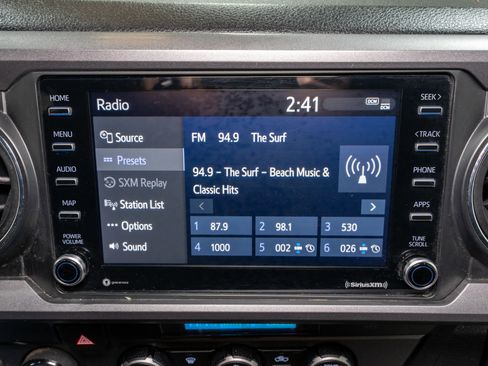 HOME
MENU
AUDIO
MAP
POWER
VOLUME
Radio
2:41
DCM
Source
Presets
SXM Replay
Station List
Options
Sound
FM 94.9 The Surf
94.9 - The Surf - Beach Music &
Classic Hits
< >
1 87.9
2 98.1
3 530
4 1000
5 002
6 026
SEEK >
< TRACK
PHONE
APPS
TUNE
SCROLL
((SiriusXM))